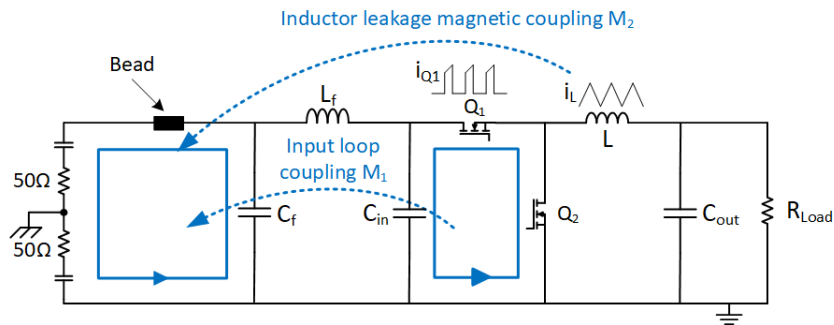 Inductor leakage magnetic coupling M2
Bead
Lf
iQ1
Q1
iL
L
Input loop
coupling M1
50Ω
50Ω
Cf
Cin
Q2
Cout
RLoad